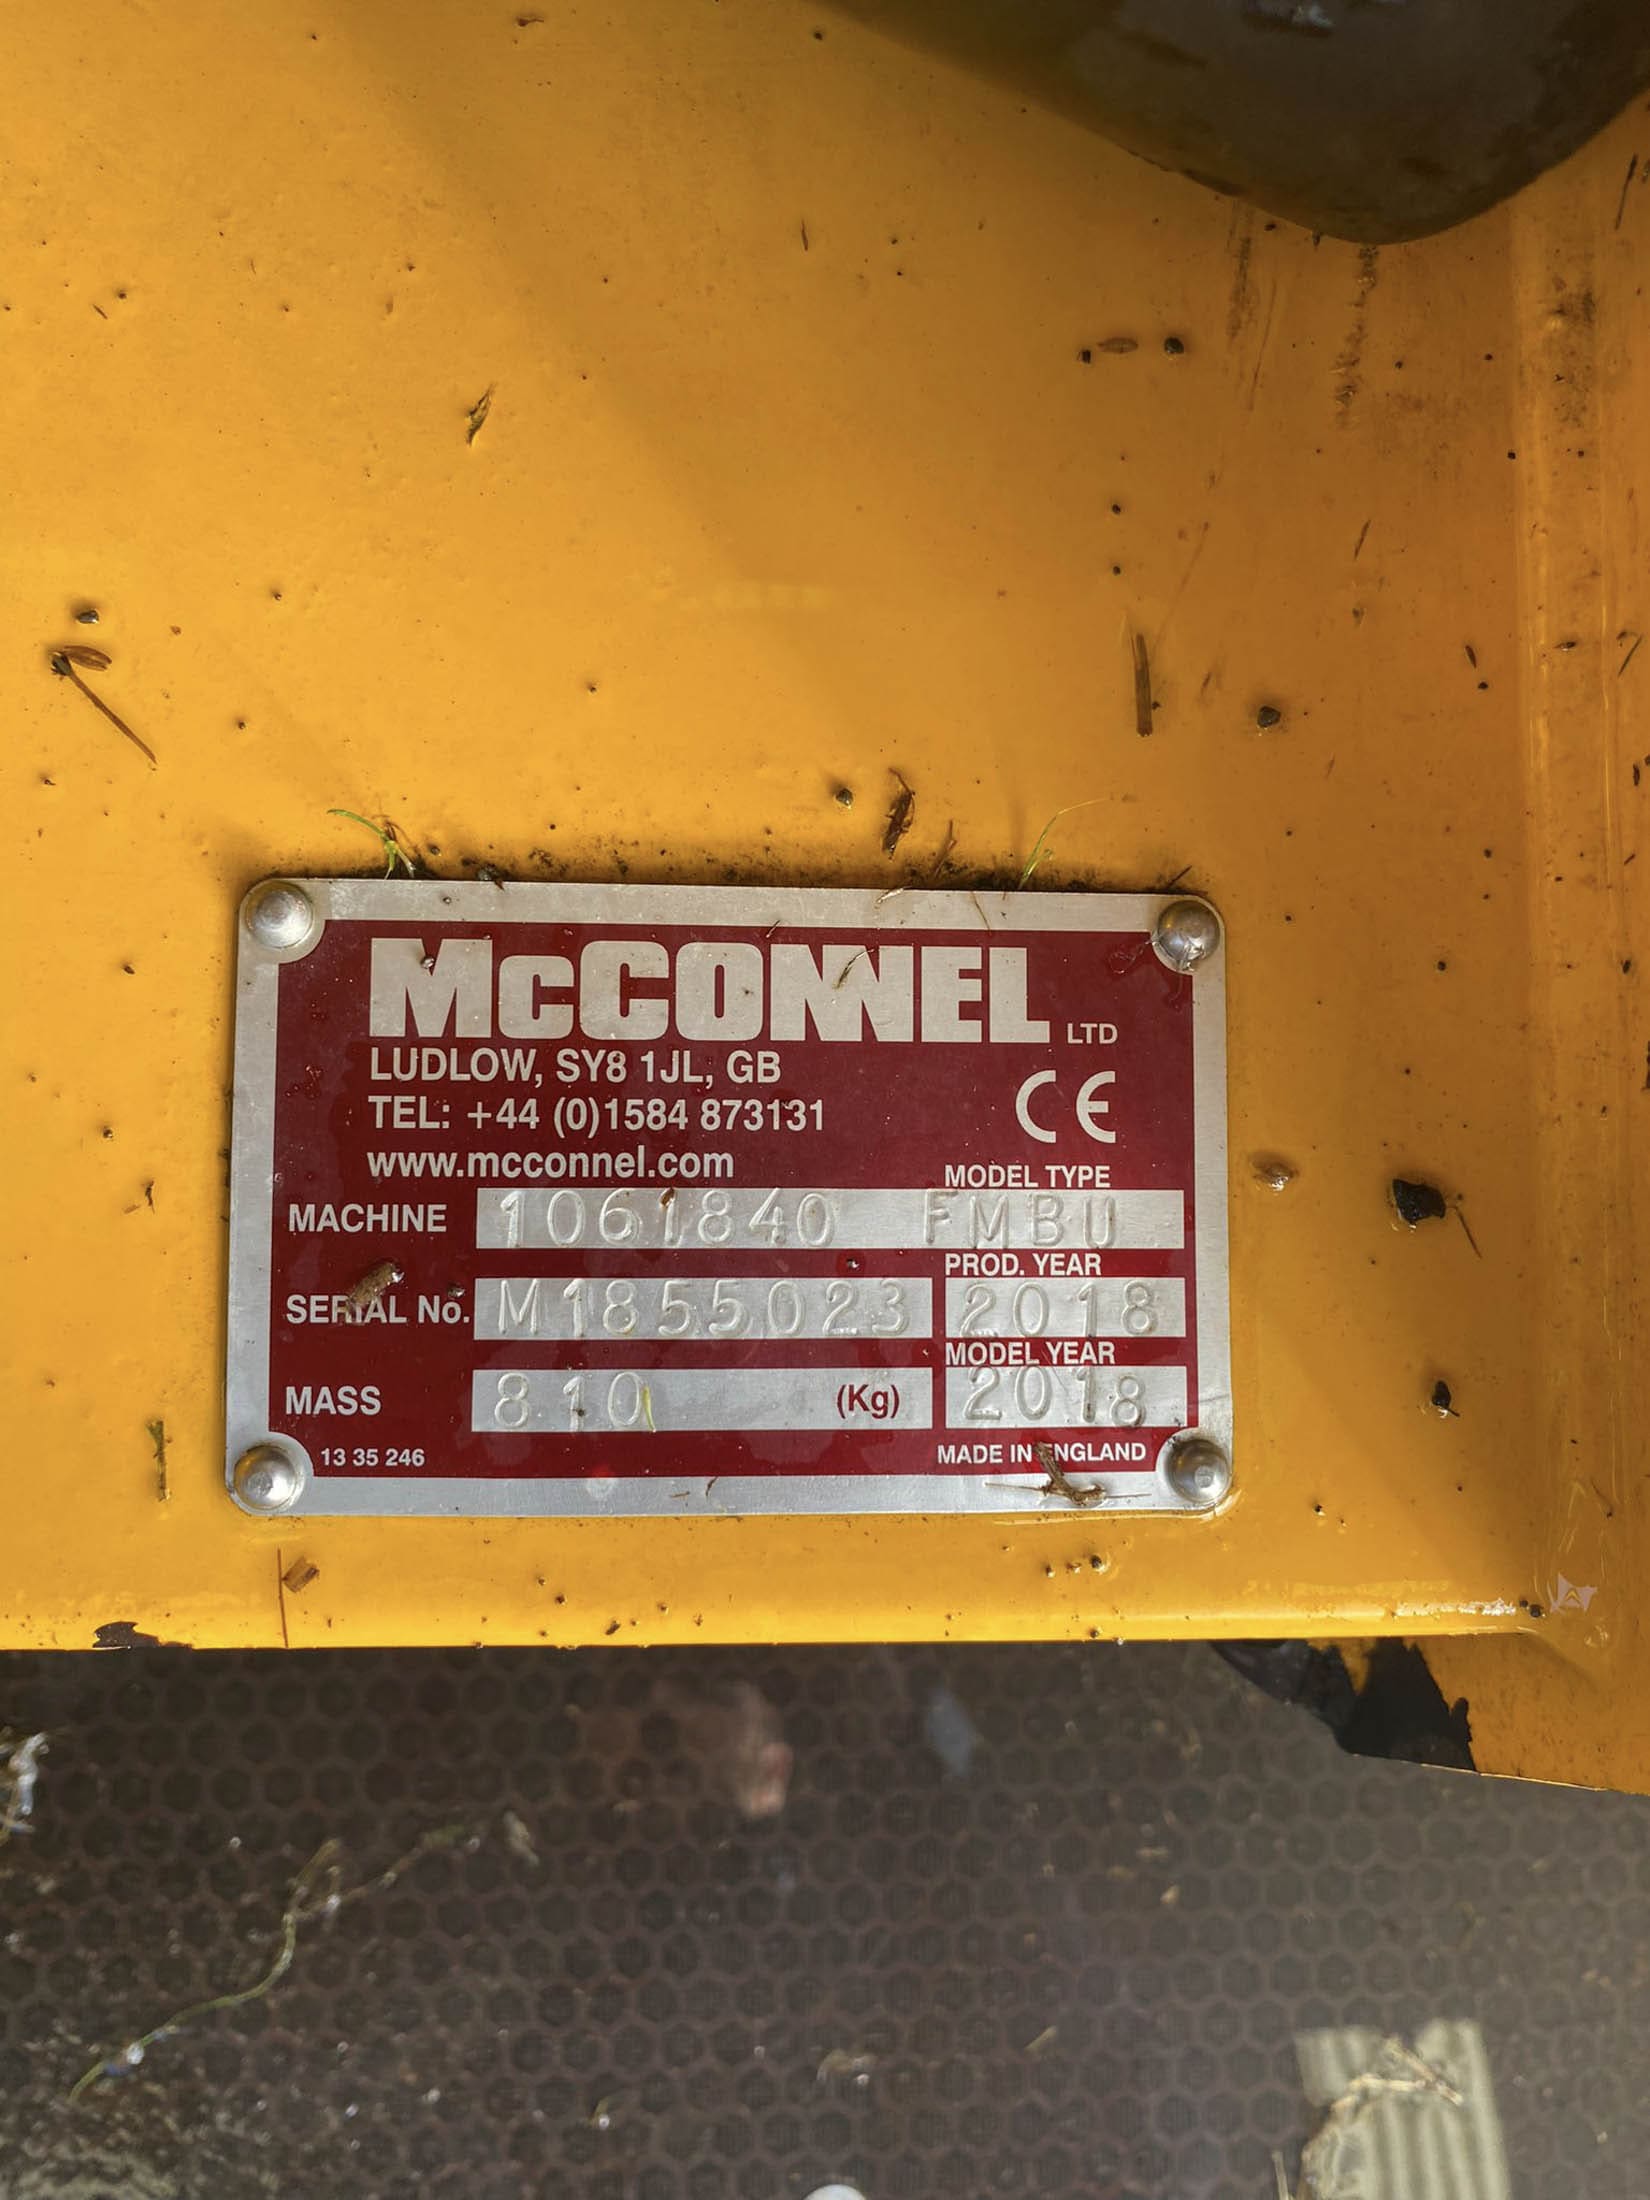 McCONNEL LTD
LUDLOW, SY8 1JL, GB
TEL: +44 (0)1584 873131
www.mcconnel.com
CE
MODEL TYPE
MACHINE 1061840 FMBU
PROD. YEAR
SERIAL No. M1855023 2018
MODEL YEAR
MASS 810 (Kg) 2018
13 35 246 MADE IN ENGLAND